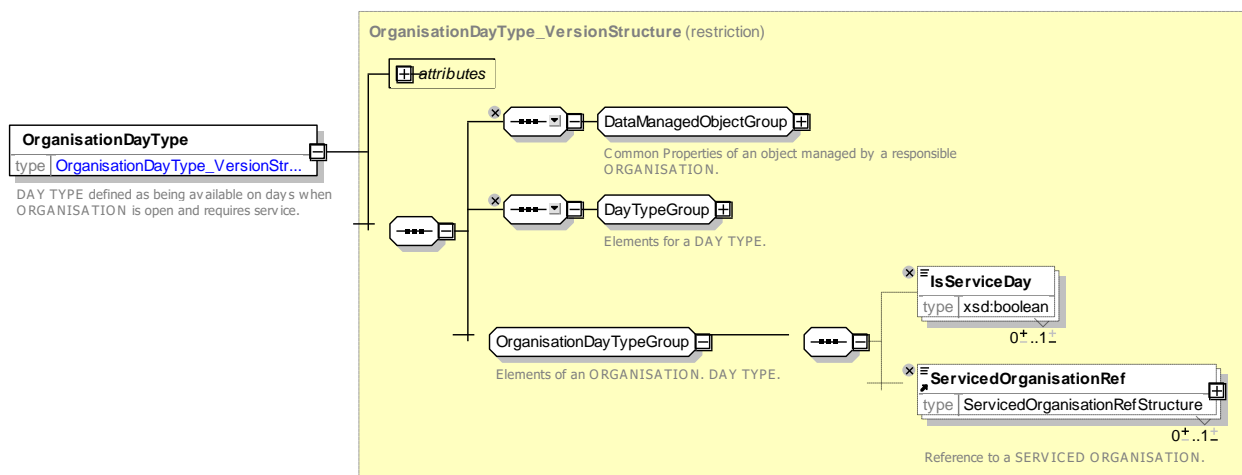 OrganisationDayType_VersionStructure (restriction)
attributes
OrganisationDayType
type OrganisationDayType_VersionStr...
DAY TYPE defined as being available on days when
ORGANISATION is open and requires service.
DataManagedObjectGroup
Common Properties of an object managed by a responsible
ORGANISATION.
DayTypeGroup
Elements for a DAY TYPE.
OrganisationDayTypeGroup
Elements of an ORGANISATION. DAY TYPE.
IsServiceDay
type xsd:boolean
0..1
ServicedOrganisationRef
type ServicedOrganisationRefStructure
0..1
Reference to a SERVICED ORGANISATION.